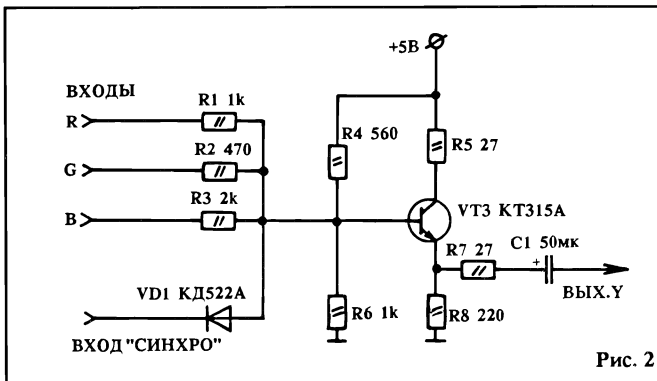 +5В
ВХОДЫ
R1 1k
R
R4 560
R5 27
R2 470
G
R3 2k
B
VT3 КТ315А
R7 27
C1 50мк
+
VD1 КД522А
R6 1k
R8 220
ВЫХ.Y
ВХОД "СИНХРО"
Рис. 2